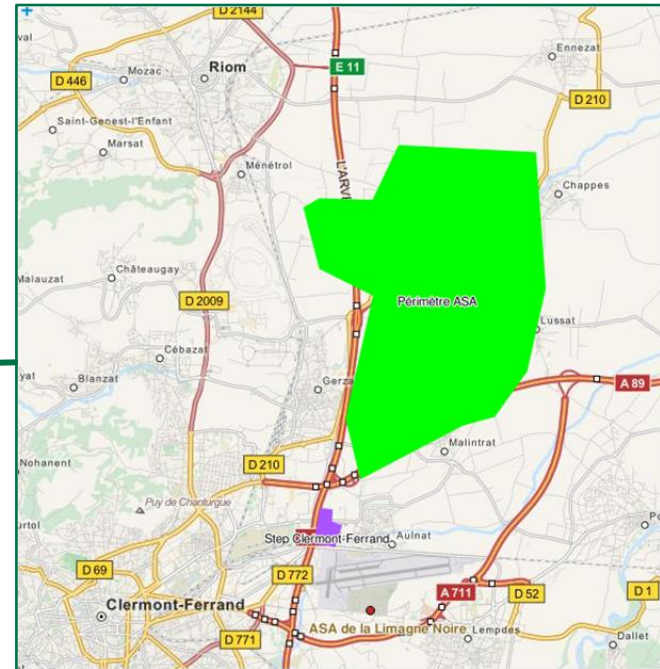 D 2144
val
Ennezat
Riom
E 11
D 446
Mozac
D 210
Saint-Genest-l'Enfant
Marsat
L'ARVE
Ménétrol
Chappes
Malauzat
Châteaugay
D 2009
Périmètre ASA
Lussat
Cébazat
yat
Blanzat
Gerza
A 89
Nohanent
D 210
Malintrat
Puy de Chanturgue
urtol
Step Clermont-Ferrand
Aulnat
D 69
D 772
A 711
D 52
D 1
Clermont-Ferrand
ASA de la Limagne Noire
D 771
Lempdes
Dallet